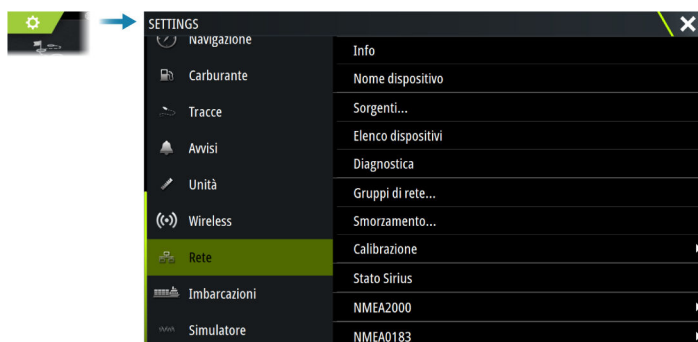 SETTINGS
Navigazione
Carburante
Tracce
Avvisi
Unità
Wireless
Rete
Imbarcazioni
Simulatore
Info
Nome dispositivo
Sorgenti...
Elenco dispositivi
Diagnostica
Gruppi di rete...
Smorzamento...
Calibrazione
Stato Sirius
NMEA2000
NMEA0183